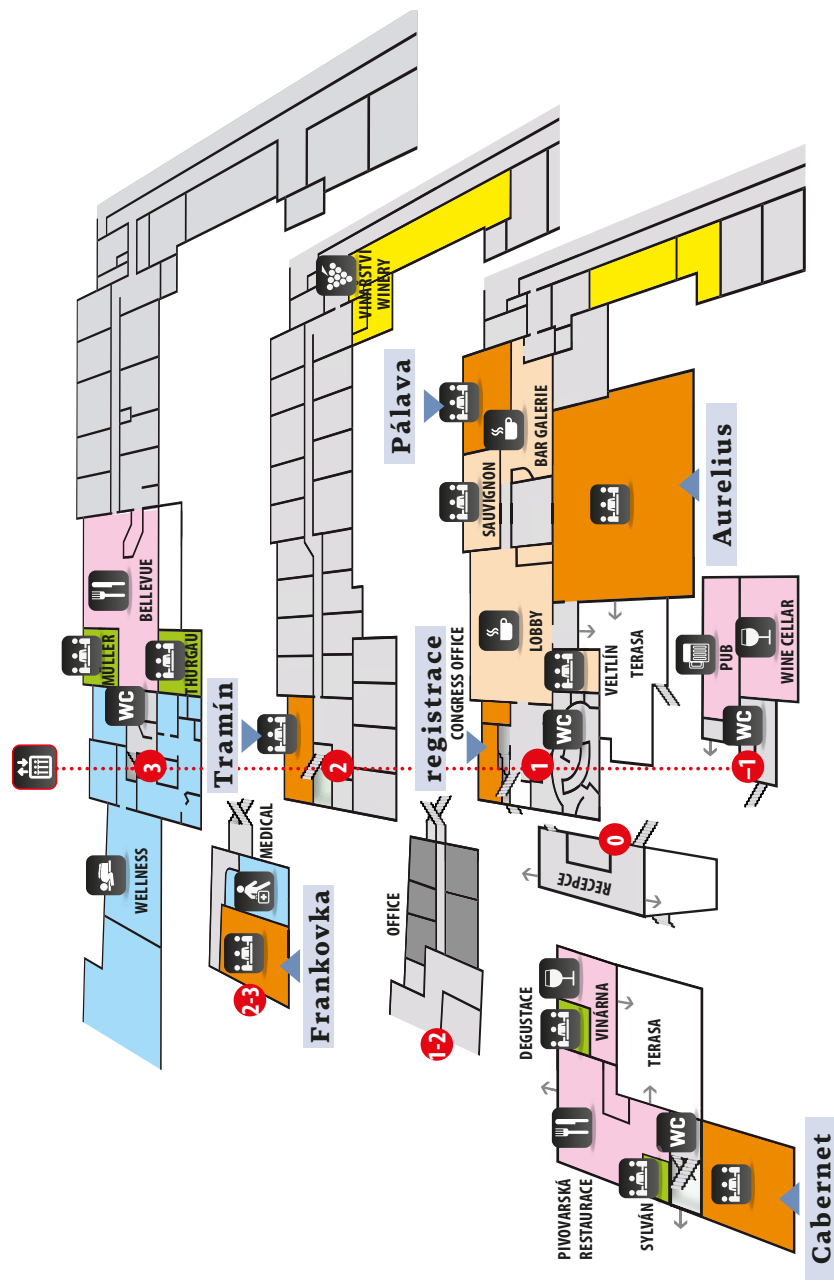 WELLNESS
3
WC
MÜLLER
THURGAU
BELLEVUE
Frankovka
2-3
MEDICAL
Tramín
2
VINAŘSTVÍ
WINERY
OFFICE
1-2
registrace
CONGRESS OFFICE
1
WC
LOBBY
VELTLÍN
TERASA
SAUVIGNON
BAR GALERIE
Pálava
Aurelius
RECEPCE
0
-1
WC
PUB
WINE CELLAR
PIVOVARSKÁ
RESTAURACE
SYLVÁN
WC
DEGUSTACE
VINÁRNA
TERASA
Cabernet